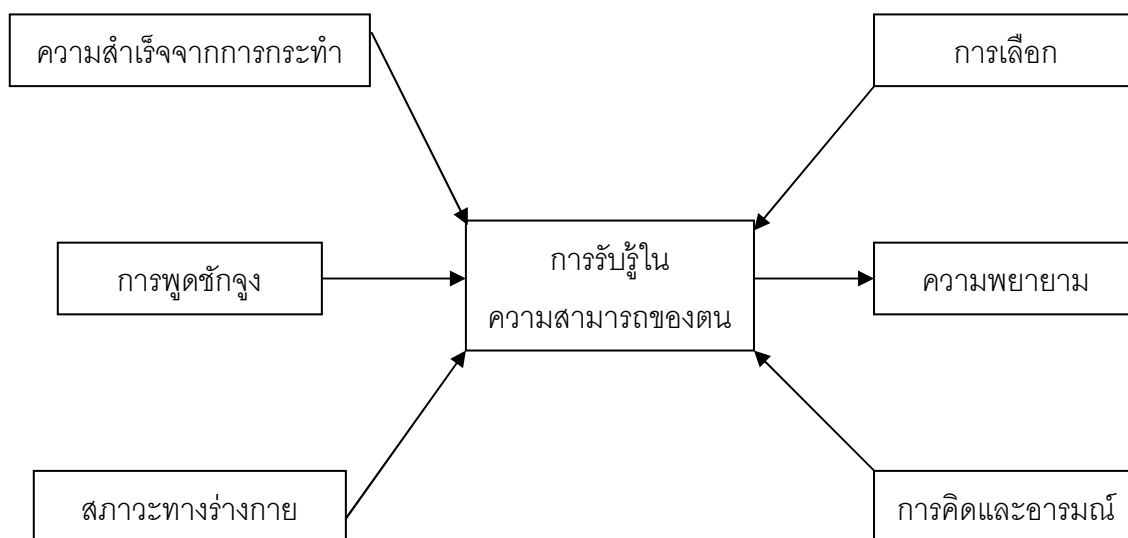 ความสำเร็จจากการกระทำ
การเลือก
การพูดชักจูง
การรับรู้ใน
ความสามารถของตน
ความพยายาม
สภาวะทางร่างกาย
การคิดและอารมณ์